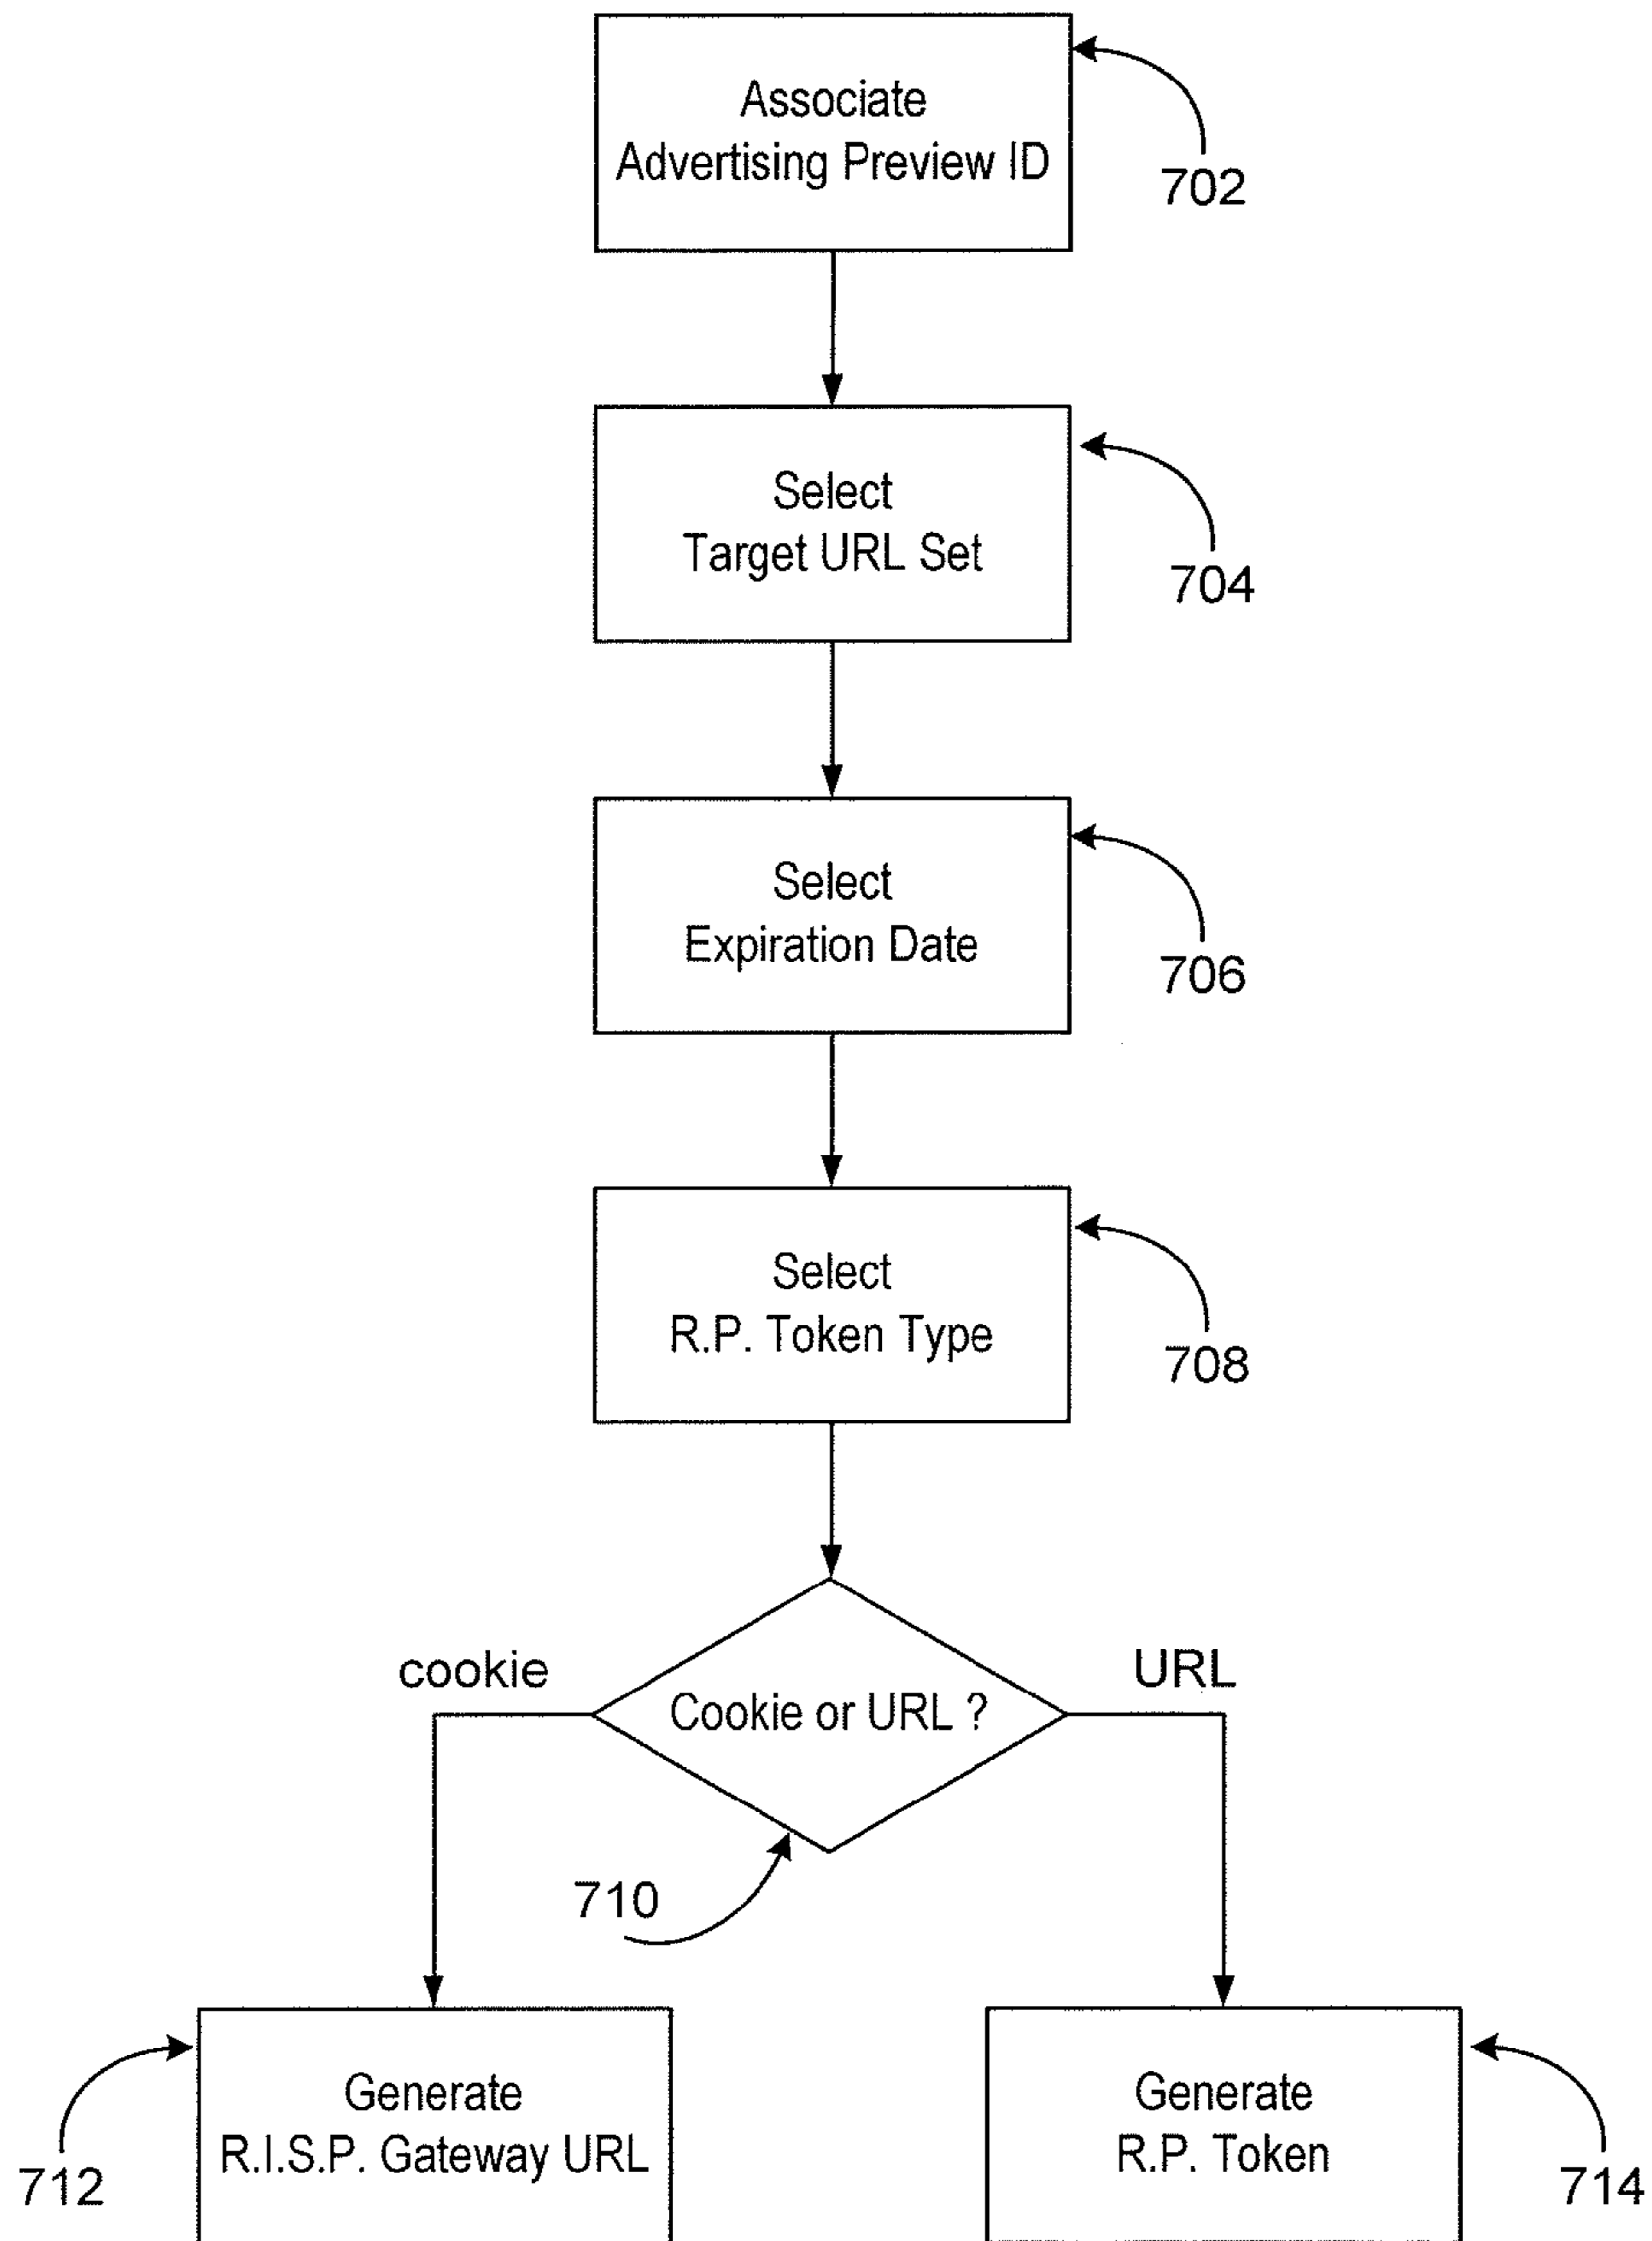 Associate
Advertising Preview ID
702
Select
Target URL Set
704
Select
Expiration Date
706
Select
R.P. Token Type
708
cookie
URL
Cookie or URL ?
710
Generate
R.I.S.P. Gateway URL
712
Generate
R.P. Token
714